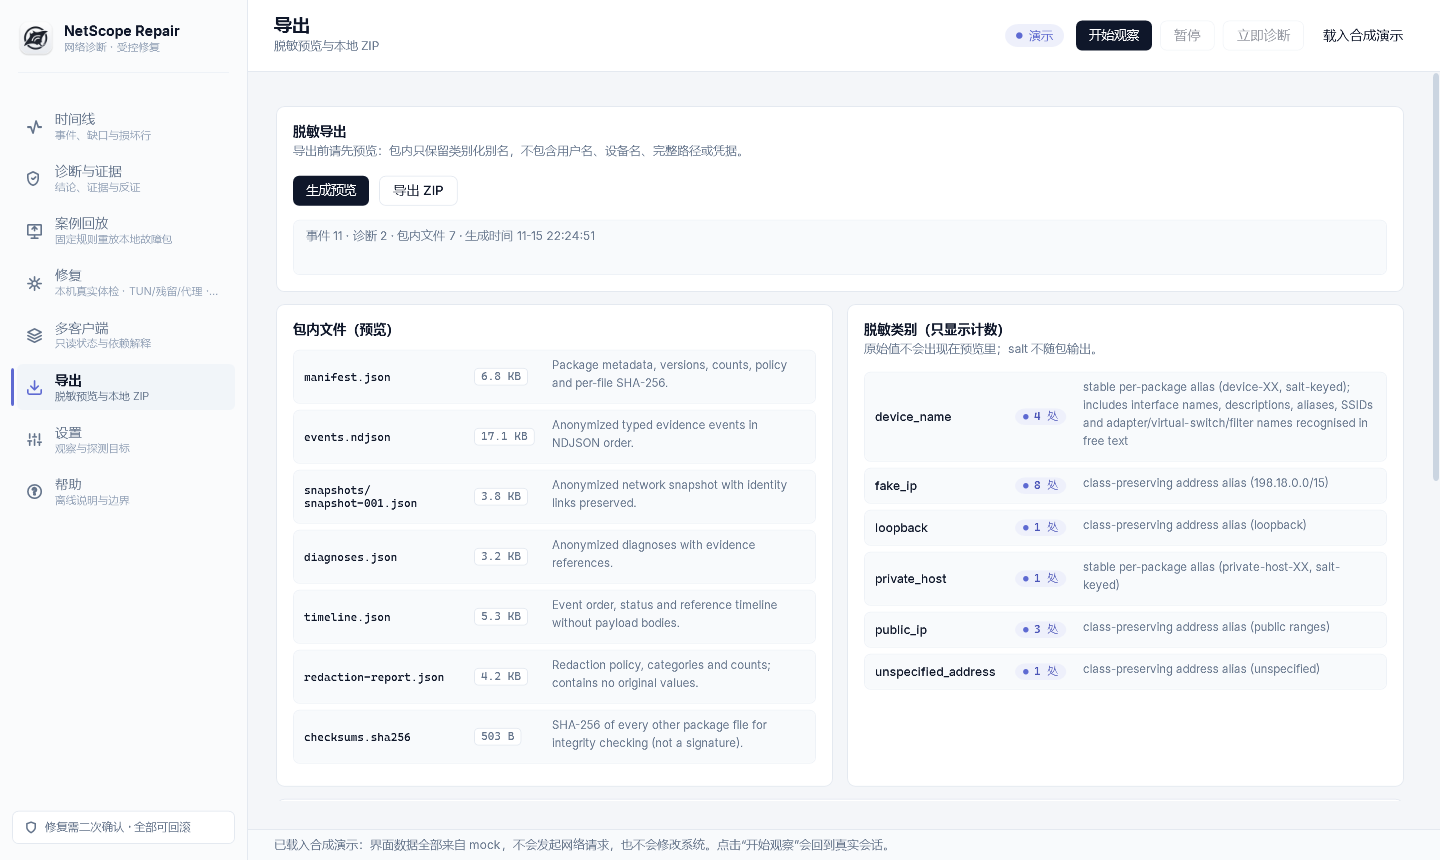 NetScope Repair
网络诊断 · 受控修复
时间线
事件、缺口与损坏行
诊断与证据
结论、证据与反证
案例回放
固定规则重放本地故障包
修复
本机真实体检 · TUN/残留/代理 ·...
多客户端
只读状态与依赖解释
导出
脱敏预览与本地 ZIP
设置
观察与探测目标
帮助
离线说明与边界
修复需二次确认 · 全部可回滚
导出
脱敏预览与本地 ZIP
演示
开始观察
暂停
立即诊断
载入合成演示
脱敏导出
导出前请先预览：包内只保留类别化别名，不包含用户名、设备名、完整路径或凭据。
生成预览
导出 ZIP
事件 11 · 诊断 2 · 包内文件 7 · 生成时间 11-15 22:24:51
包内文件（预览）
manifest.json
6.8 KB
Package metadata, versions, counts, policy
and per-file SHA-256.
events.ndjson
17.1 KB
Anonymized typed evidence events in
NDJSON order.
snapshots/
snapshot-001.json
3.8 KB
Anonymized network snapshot with identity
links preserved.
diagnoses.json
3.2 KB
Anonymized diagnoses with evidence
references.
timeline.json
5.3 KB
Event order, status and reference timeline
without payload bodies.
redaction-report.json
4.2 KB
Redaction policy, categories and counts;
contains no original values.
checksums.sha256
503 B
SHA-256 of every other package file for
integrity checking (not a signature).
脱敏类别（只显示计数）
原始值不会出现在预览里；salt 不随包输出。
device_name
4 处
stable per-package alias (device-XX, salt-keyed);
includes interface names, descriptions, aliases, SSIDs
and adapter/virtual-switch/filter names recognised in
free text
fake_ip
8 处
class-preserving address alias (198.18.0.0/15)
loopback
1 处
class-preserving address alias (loopback)
private_host
1 处
stable per-package alias (private-host-XX, salt-
keyed)
public_ip
3 处
class-preserving address alias (public ranges)
unspecified_address
1 处
class-preserving address alias (unspecified)
已载入合成演示：界面数据全部来自 mock，不会发起网络请求，也不会修改系统。点击“开始观察”会回到真实会话。